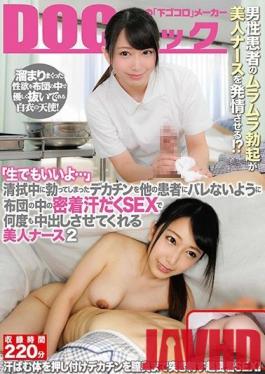 の「下ゴコロ」メーカー
DOC
ック
男性患者の
ムラムラ勃起が
美人ナースを
発情させる!?
溜まり
まくった
性欲を布団の中で
優しく抜いてくれる
白衣の天使!
「生でもいいよ…」
清拭中に勃ってしまったデカチンを他の患者にバレないように
布団の中の密着汗だくSEXで
何度も中出しさせてくれる
美人ナース2
収録時間
220分
JAVHD
汗ばむ体を押し付けデカチンを膣奥まで